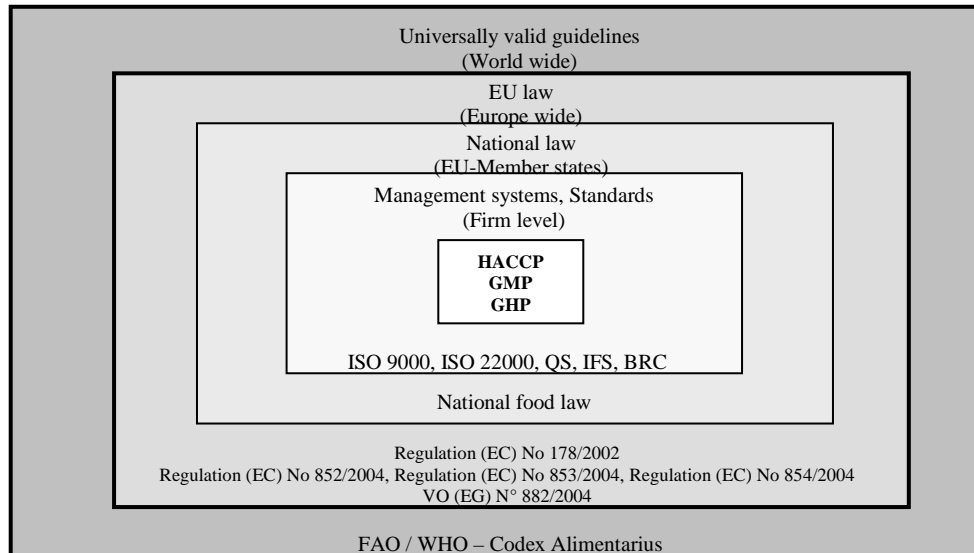 Universally valid guidelines
(World wide)
EU law
(Europe wide)
National law
(EU-Member states)
Management systems, Standards
(Firm level)
HACCP
GMP
GHP
ISO 9000, ISO 22000, QS, IFS, BRC
National food law
Regulation (EC) No 178/2002
Regulation (EC) No 852/2004, Regulation (EC) No 853/2004, Regulation (EC) No 854/2004
VO (EG) N° 882/2004
FAO / WHO – Codex Alimentarius